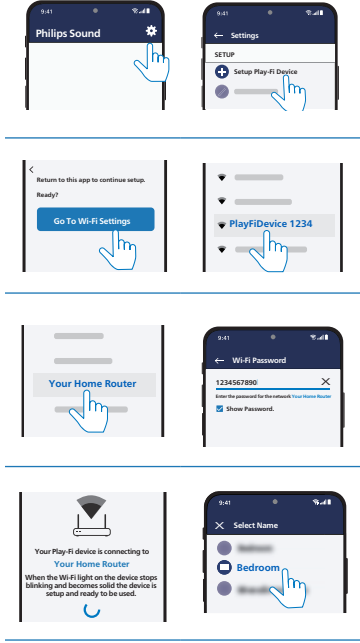 9:41
Philips Sound
9:41
← Settings
SETUP
Setup Play-Fi Device
Return to this app to continue setup.
Ready?
Go To Wi-Fi Settings
PlayFiDevice 1234
Your Home Router
9:41
← Wi-Fi Password
1234567890
Enter the password for the network Your Home Router
Show Password.
Your Play-Fi device is connecting to
Your Home Router
When the Wi-Fi light on the device stops
blinking and becomes solid the device is
setup and ready to be used.
9:41
Select Name
Bedroom